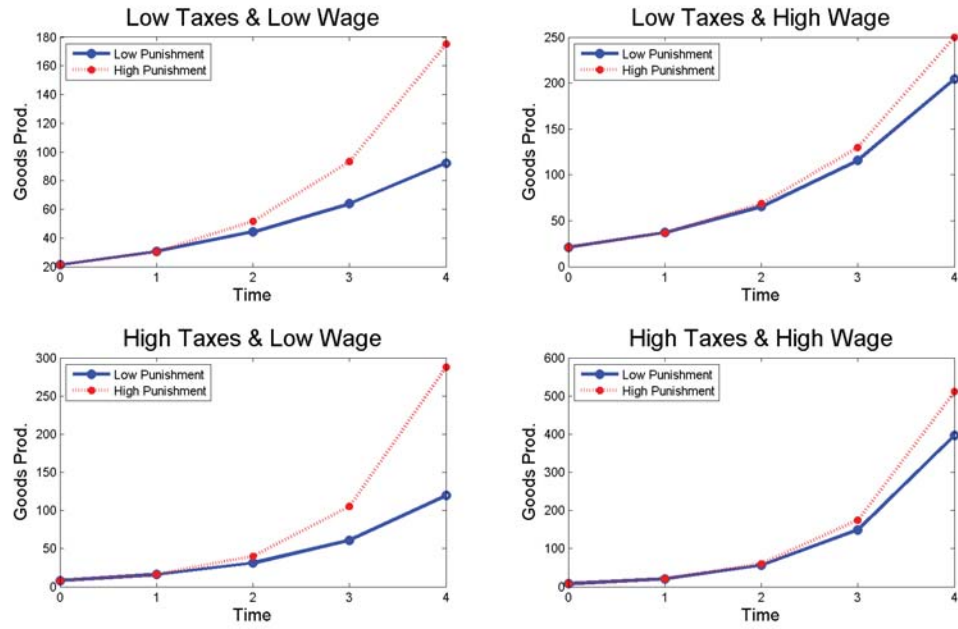 Low Taxes & Low Wage
180
160
140
120
100
80
60
40
20
Goods Prod.
Low Punishment
High Punishment
0 1 2 3 4
Time
Low Taxes & High Wage
250
200
150
100
50
0
Goods Prod.
Low Punishment
High Punishment
0 1 2 3 4
Time
High Taxes & Low Wage
300
250
200
150
100
50
0
Goods Prod.
Low Punishment
High Punishment
0 1 2 3 4
Time
High Taxes & High Wage
600
500
400
300
200
100
0
Goods Prod.
Low Punishment
High Punishment
0 1 2 3 4
Time